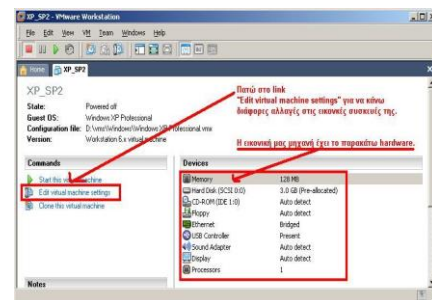 XP_SP2 - VMware Workstation
File Edit View VM Team Windows Help
Home XP_SP2
XP_SP2
Πατώ στο link
"Edit virtual machine settings" για να κάνω
διάφορες αλλαγές στις εικονικές συσκευές της.
State: Powered off
Guest OS: Windows XP Professional
Configuration file: D:\vms\Windows\Windows XP Professional.vmx
Version: Workstation 6.x virtual machine
Η εικονική μας μηχανή έχει το παρακάτω hardware.
Commands
Start this virtual machine
Edit virtual machine settings
Clone this virtual machine
Devices
Memory 128 MB
Hard Disk (SCSI 0:0) 3.0 GB (Pre-allocated)
CD-ROM (IDE 1:0) Auto detect
Floppy Auto detect
Ethernet Bridged
USB Controller Present
Sound Adapter Auto detect
Display Auto detect
Processors 1
Notes